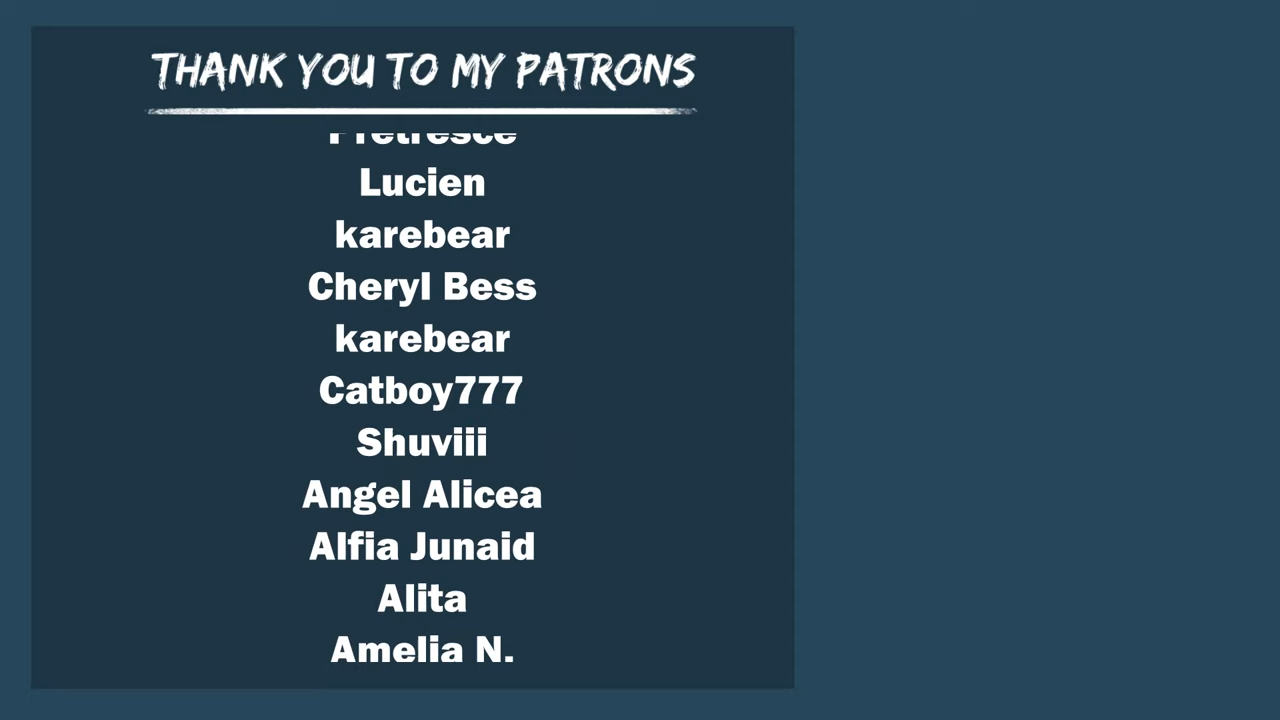 THANK YOU TO MY PATRONS
Lucien
karebear
Cheryl Bess
karebear
Catboy777
Shuviii
Angel Alicea
Alfia Junaid
Alita
Amelia N.